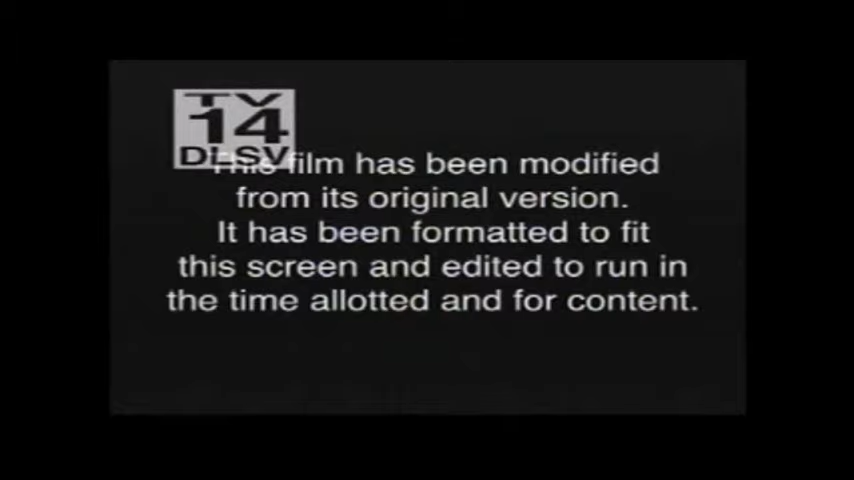 TV
14
DLSV
This film has been modified
from its original version.
It has been formatted to fit
this screen and edited to run in
the time allotted and for content.